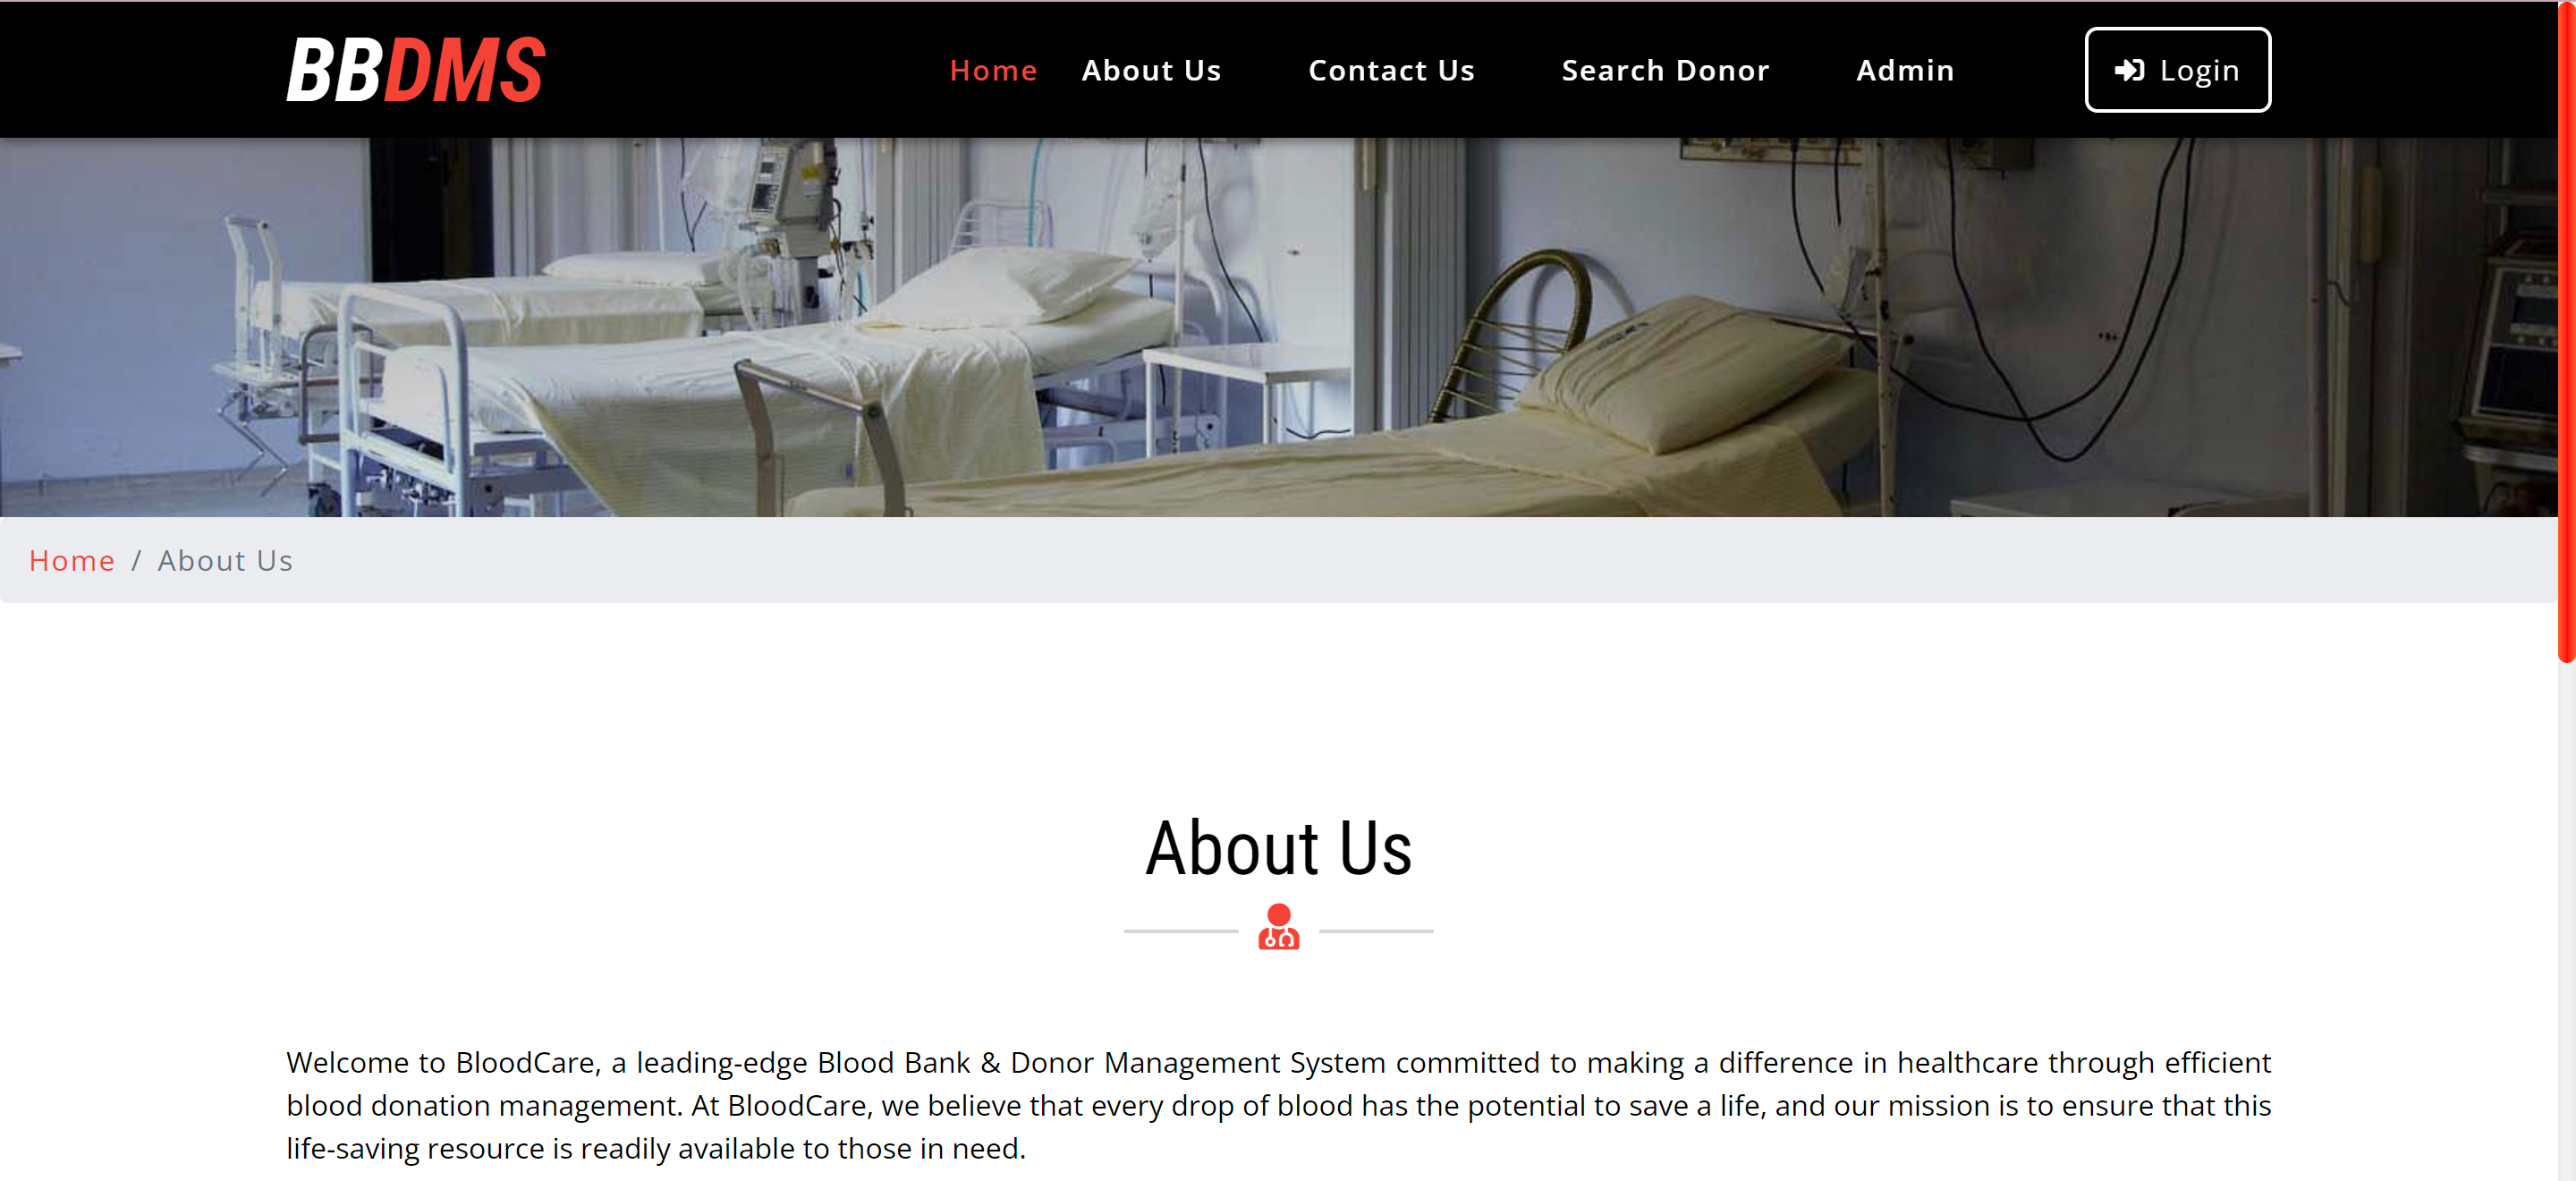 BBDMS
Home About Us Contact Us Search Donor Admin Login
Home / About Us
About Us
Welcome to BloodCare, a leading-edge Blood Bank & Donor Management System committed to making a difference in healthcare through efficient
blood donation management. At BloodCare, we believe that every drop of blood has the potential to save a life, and our mission is to ensure that this
life-saving resource is readily available to those in need.